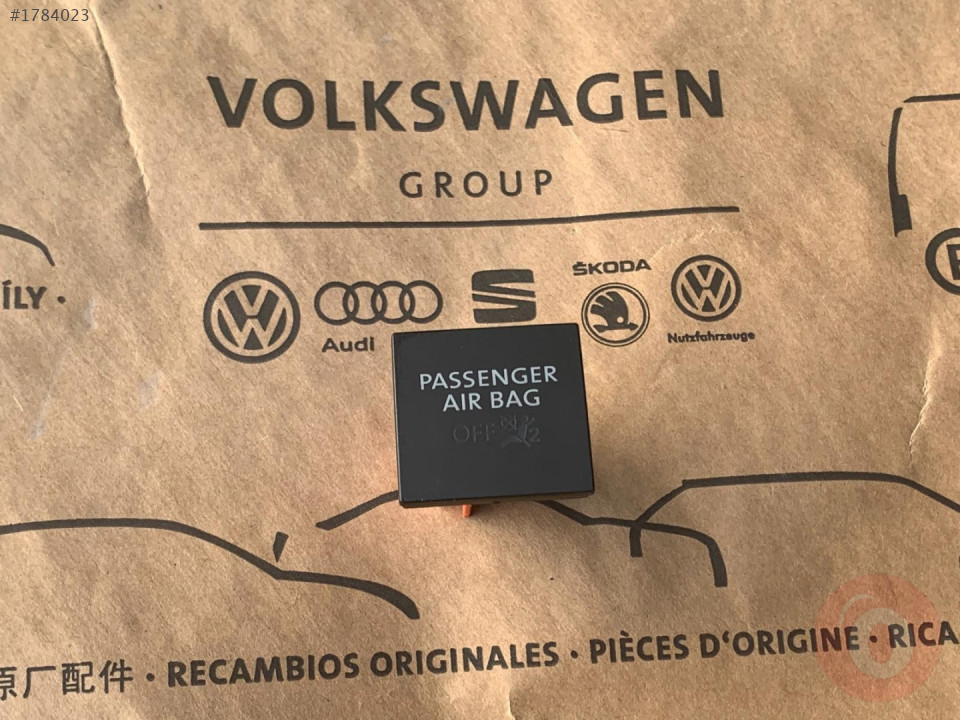 #1784023
VOLKSWAGEN
GROUP
ÍLY ·
ŠKODA
Audi
Nutzfahrzeuge
PASSENGER
AIR BAG
OFF
原厂配件 · RECAMBIOS ORIGINALES · PIÈCES D'ORIGINE · RICA